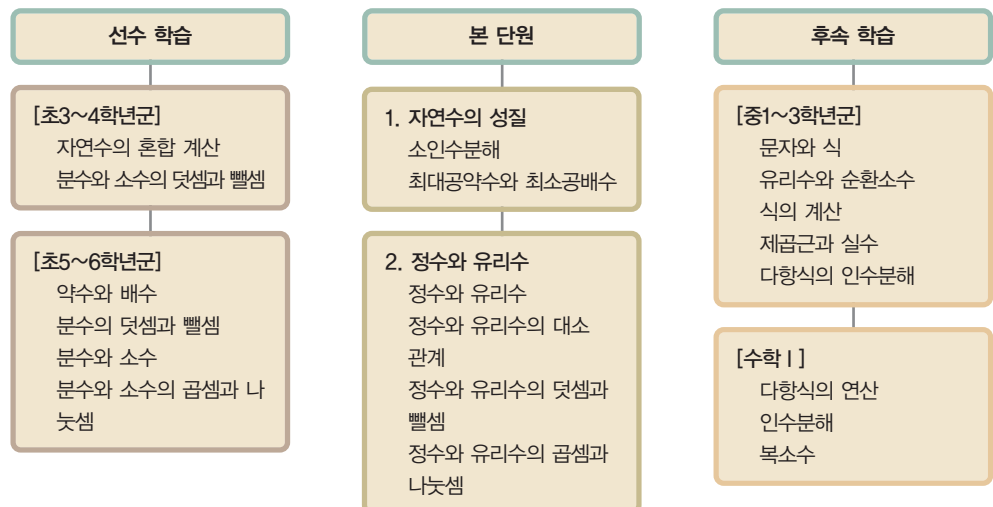 선수 학습
[초3~4학년군]
자연수의 혼합 계산
분수와 소수의 덧셈과 뺄셈
[초5~6학년군]
약수와 배수
분수의 덧셈과 뺄셈
분수와 소수
분수와 소수의 곱셈과 나
눗셈
본 단원
1. 자연수의 성질
소인수분해
최대공약수와 최소공배수
2. 정수와 유리수
정수와 유리수
정수와 유리수의 대소
관계
정수와 유리수의 덧셈과
뺄셈
정수와 유리수의 곱셈과
나눗셈
후속 학습
[중1~3학년군]
문자와 식
유리수와 순환소수
식의 계산
제곱근과 실수
다항식의 인수분해
[수학 I]
다항식의 연산
인수분해
복소수